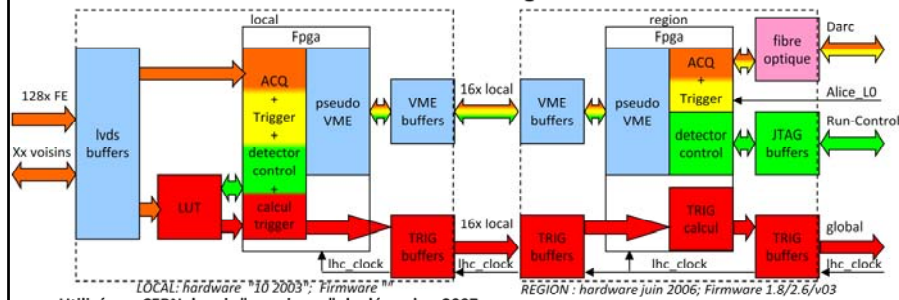 local
region
Fpga
Fpga
128x FE
Xx voisins
lvds
buffers
LUT
ACQ
+
Trigger
+
detector
control
+
calcul
trigger
pseudo
VME
VME
buffers
TRIG
buffers
16x local
16x local
lhc_clock
lhc_clock
VME
buffers
TRIG
buffers
pseudo
VME
ACQ
+
Trigger
detector
control
TRIG
calcul
lhc_clock
fibre
optique
JTAG
buffers
TRIG
buffers
Darc
Alice_L0
Run-Control
global
lhc_clock
LOCAL: hardware "10 2003"; Firmware ""
REGION : hardware juin 2006; Firmware 1.8/2.6/v03